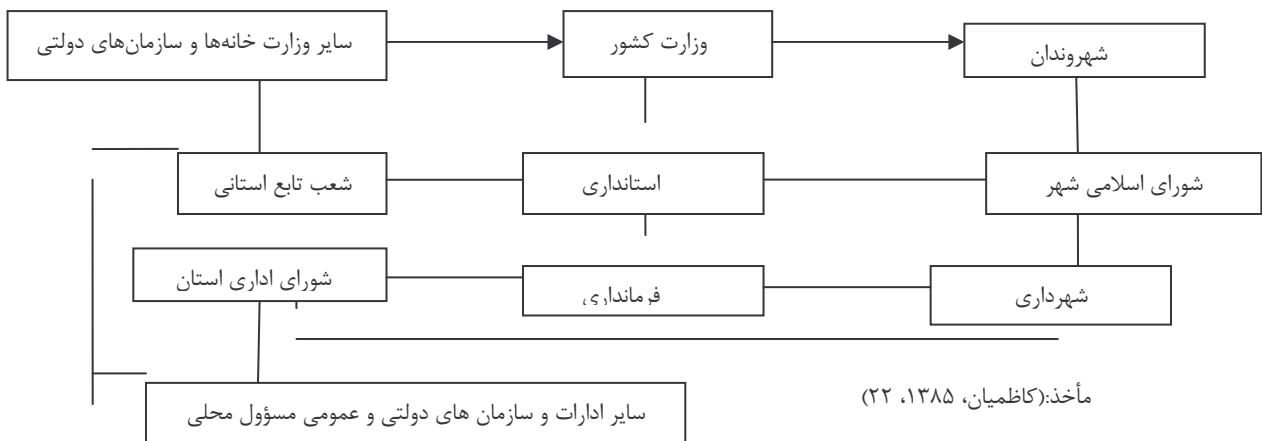 شهروندان
وزارت کشور
سایر وزارت خانه‌ها و سازمان‌های دولتی
شورای اسلامی شهر
استانداری
شعب تابع استانی
شهرداری
فرمانداری
شورای اداری استان
مأخذ:(کاظمیان، ۱۳۸۵، ۲۲)
سایر ادارات و سازمان های دولتی و عمومی مسؤول محلی